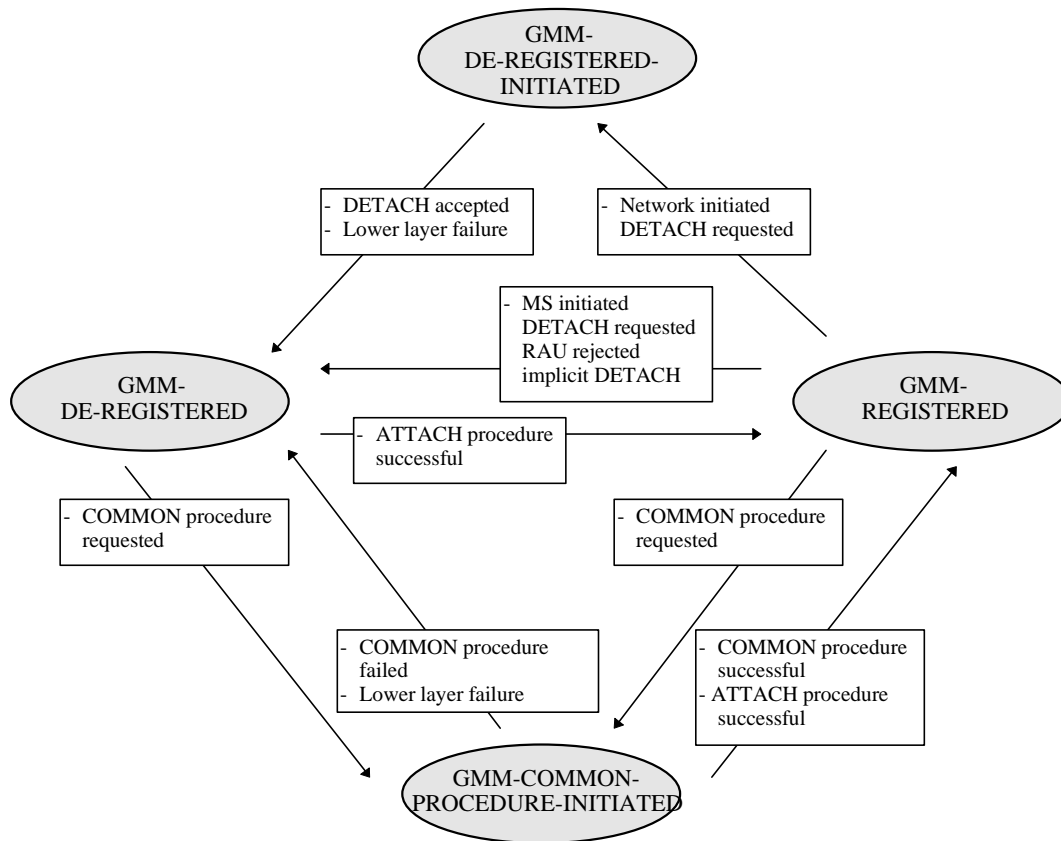 GMM-
DE-REGISTERED-
INITIATED
- DETACH accepted
- Lower layer failure
- Network initiated
DETACH requested
- MS initiated
DETACH requested
RAU rejected
implicit DETACH
GMM-
DE-REGISTERED
GMM-
REGISTERED
- ATTACH procedure
successful
- COMMON procedure
requested
- COMMON procedure
requested
- COMMON procedure
failed
- Lower layer failure
- COMMON procedure
successful
- ATTACH procedure
successful
GMM-COMMON-
PROCEDURE-INITIATED